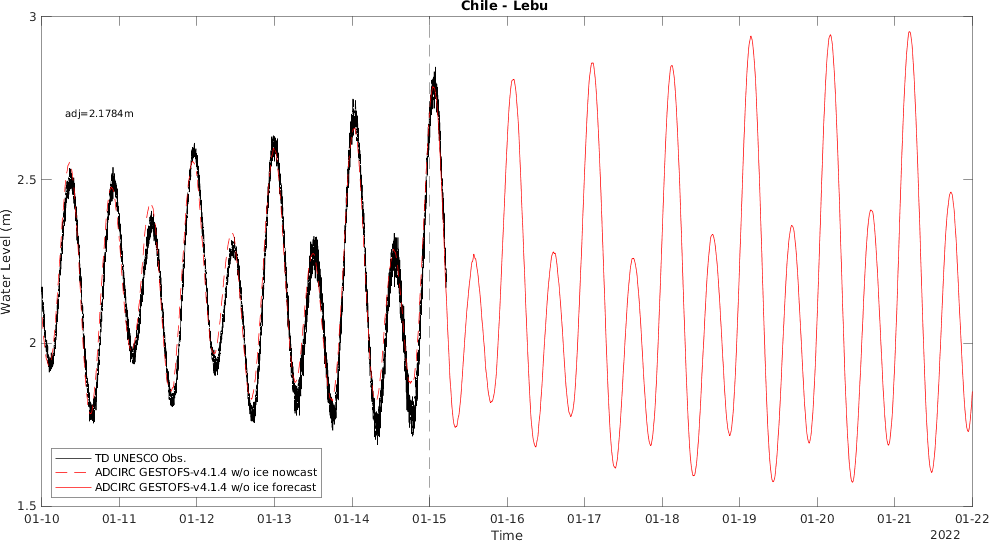 Chile - Lebu
3
adj=2.1784m
2.5
Water Level (m)
2
TD UNESCO Obs.
ADCIRC GESTOFS-v4.1.4 w/o ice nowcast
ADCIRC GESTOFS-v4.1.4 w/o ice forecast
1.5
01-10 01-11 01-12 01-13 01-14 01-15 01-16 01-17 01-18 01-19 01-20 01-21 01-22
Time
2022